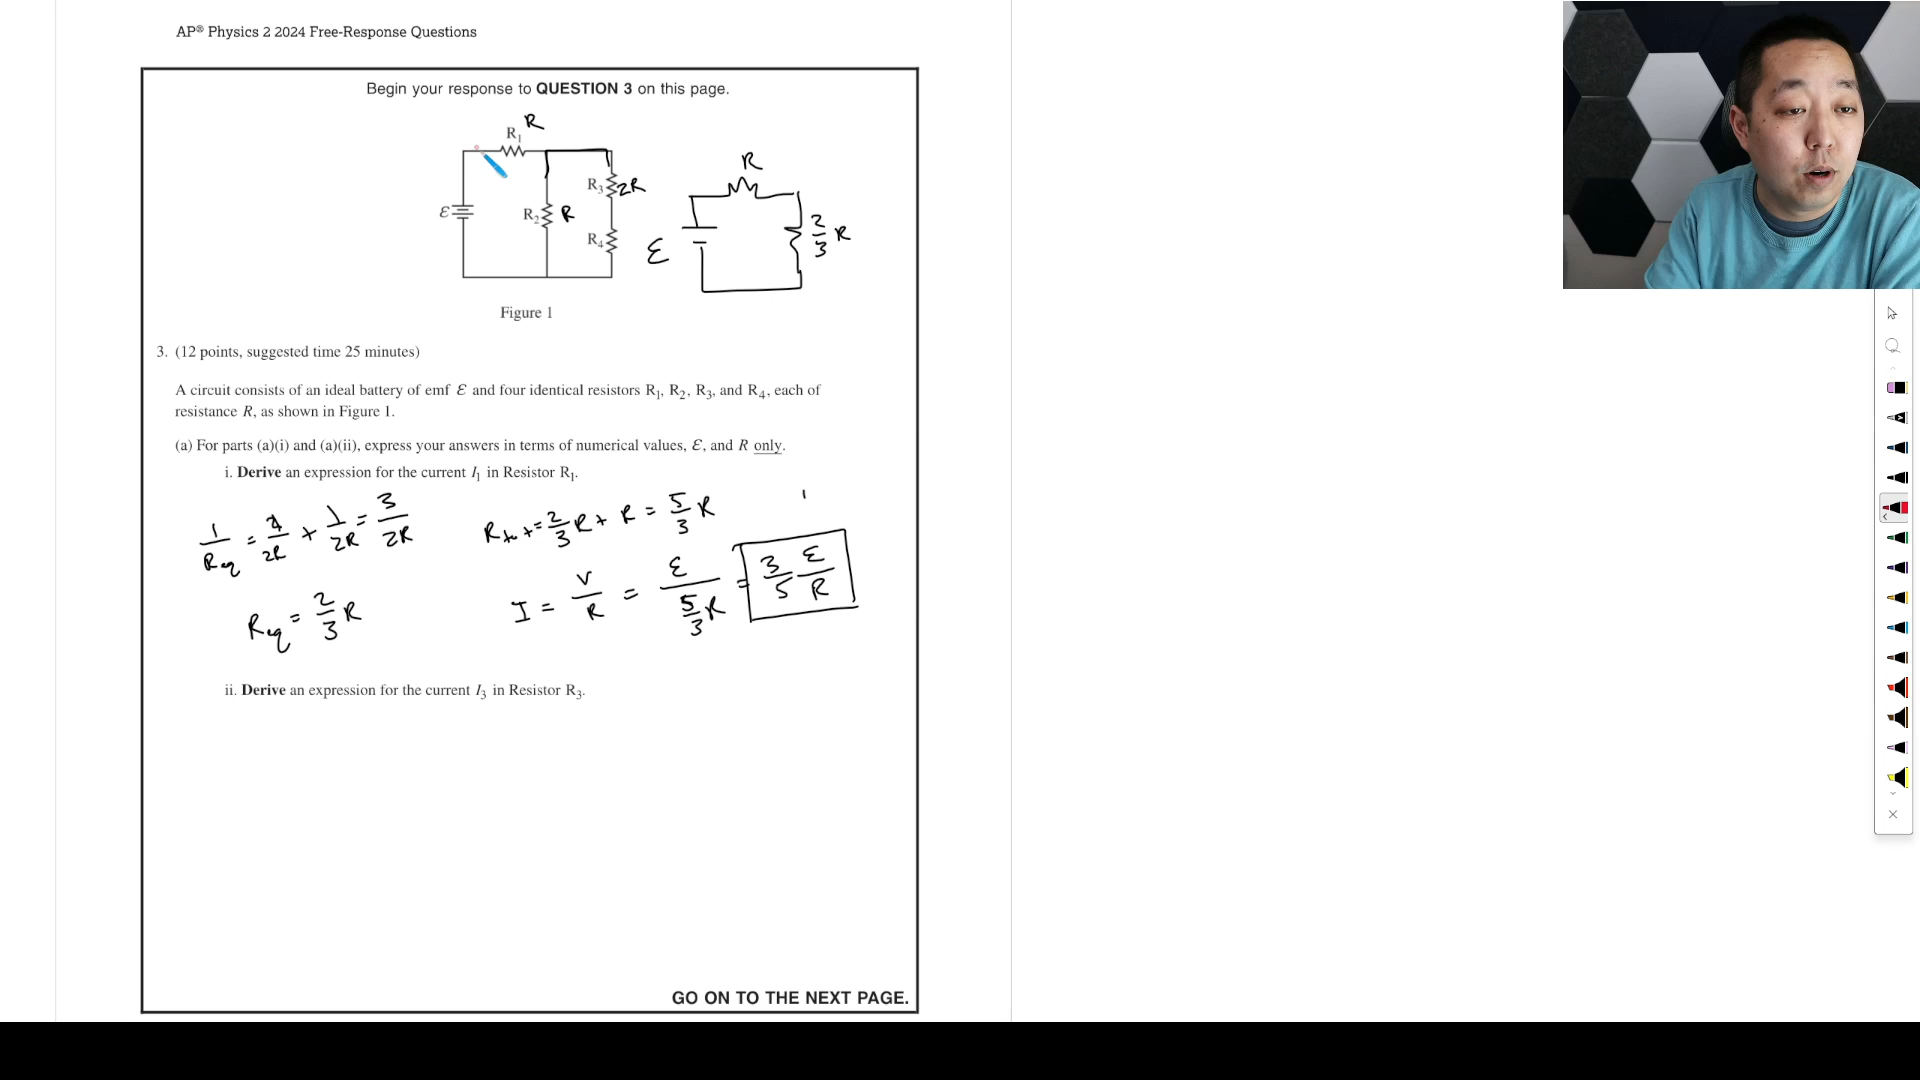 AP® Physics 2 2024 Free-Response Questions
Begin your response to QUESTION 3 on this page.
R
R₁
R
R₃ 2R
R₂ R
2/3 R
R₄
ε
ε
Figure 1
3. (12 points, suggested time 25 minutes)
A circuit consists of an ideal battery of emf ε and four identical resistors R₁, R₂, R₃, and R₄, each of
resistance R, as shown in Figure 1.
(a) For parts (a)(i) and (a)(ii), express your answers in terms of numerical values, ε, and R only.
i. Derive an expression for the current I₁ in Resistor R₁.
1/Req = 2/2R + 1/2R = 3/2R
Rtot = 2/3 R + R = 5/3 R
Req = 2/3 R
I = V/R = ε/(5/3 R) = 3/5 ε/R
ii. Derive an expression for the current I₃ in Resistor R₃.
GO ON TO THE NEXT PAGE.